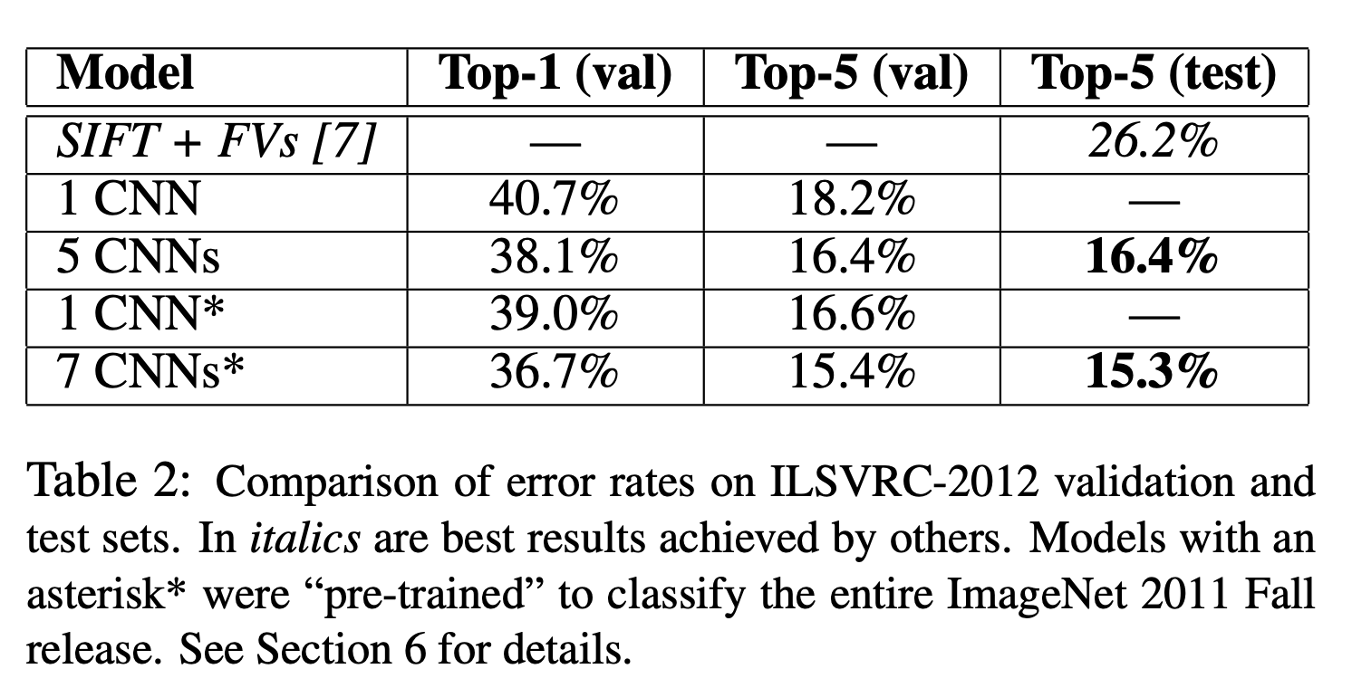 Model Top-1 (val) Top-5 (val) Top-5 (test)
SIFT + FVs [7] — — 26.2%
1 CNN 40.7% 18.2% —
5 CNNs 38.1% 16.4% 16.4%
1 CNN* 39.0% 16.6% —
7 CNNs* 36.7% 15.4% 15.3%
Table 2: Comparison of error rates on ILSVRC-2012 validation and
test sets. In italics are best results achieved by others. Models with an
asterisk* were “pre-trained” to classify the entire ImageNet 2011 Fall
release. See Section 6 for details.